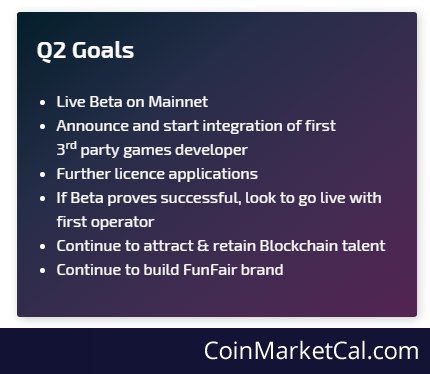 Q2 Goals
• Live Beta on Mainnet
• Announce and start integration of first
3rd party games developer
• Further licence applications
• If Beta proves successful, look to go live with
first operator
• Continue to attract & retain Blockchain talent
• Continue to build FunFair brand
CoinMarketCal.com